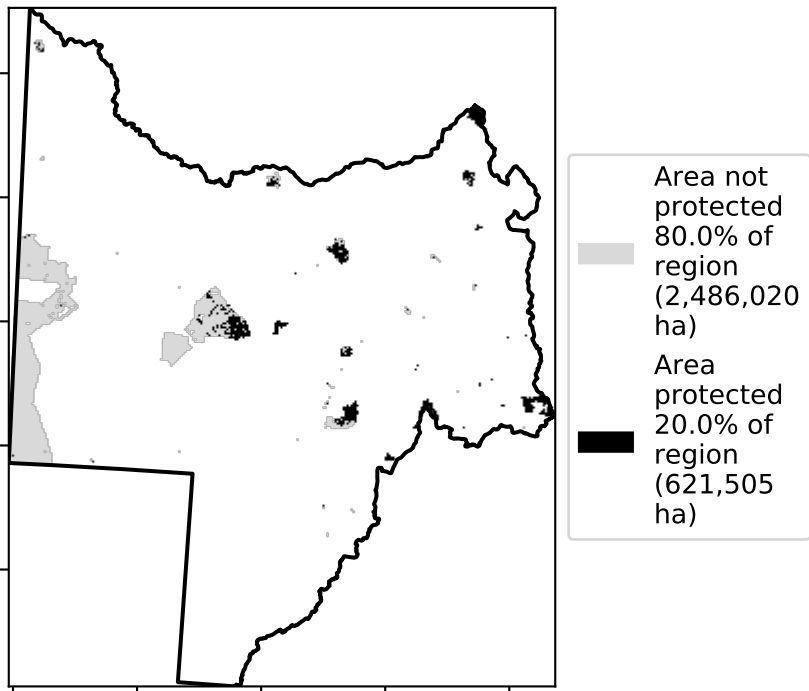 Area not
protected
80.0% of
region
(2,486,020
ha)
Area
protected
20.0% of
region
(621,505
ha)